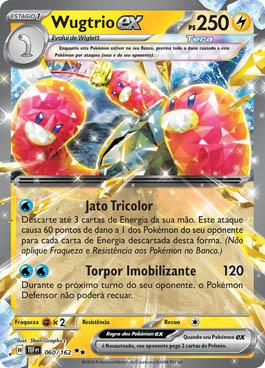 ESTÁGIO 1
Wugtrio ex
PS 250
Evolui de Wiglett
Tera
Enquanto este Pokémon estiver no seu Banco, previna todo o dano causado a este
Pokémon por ataques (seus e do seu oponente).
Jato Tricolor
Descarte até 3 cartas de Energia da sua mão. Este ataque
causa 60 pontos de dano a 1 dos Pokémon do seu oponente
para cada carta de Energia descartada desta forma. (Não
aplique Fraqueza e Resistência aos Pokémon no Banco.)
Torpor Imobilizante 120
Durante o próximo turno do seu oponente, o Pokémon
Defensor não poderá recuar.
Fraqueza x 2 Resistência Recuo
Regra dos Pokémon ex
Quando seu Pokémon ex
é Nocauteado, seu oponente pega 2 cartas de Prêmio.
060/162